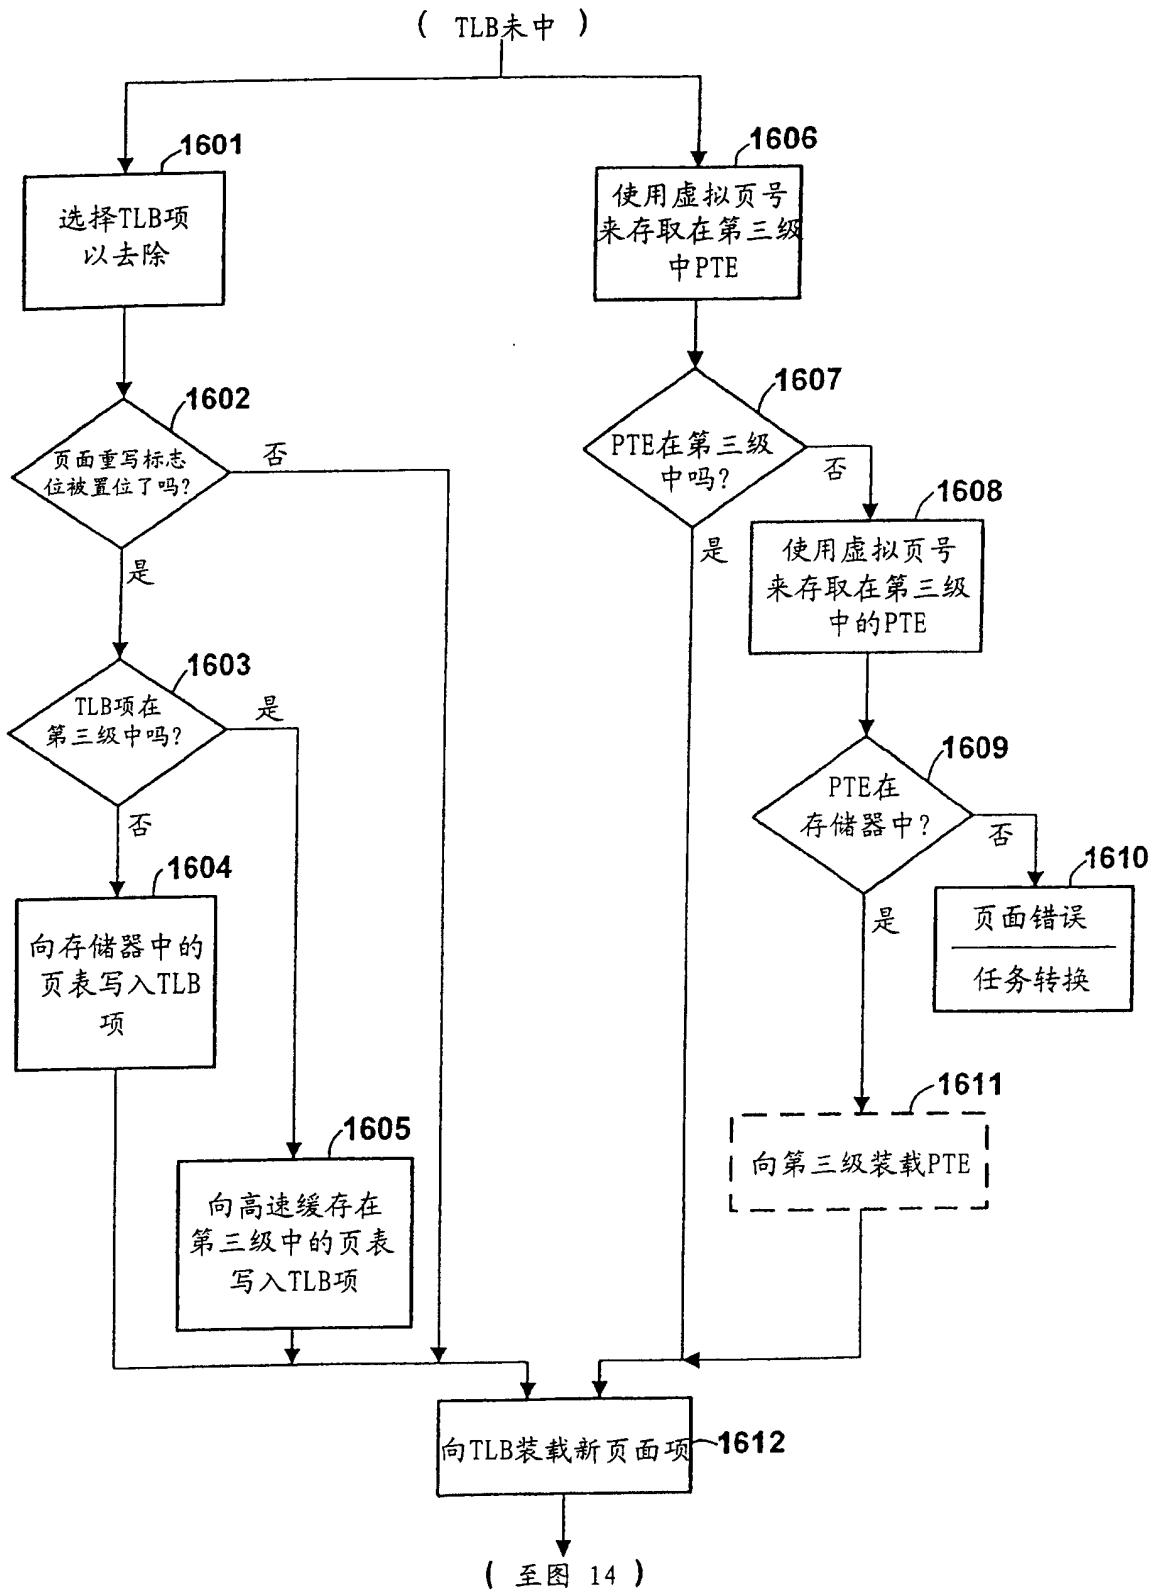 ( TLB未中 )
1601
选择TLB项
以去除
1602
页面重写标志
位被置位了吗?
否
是
1603
TLB项在
第三级中吗?
是
否
1604
向存储器中的
页表写入TLB
项
1605
向高速缓存在
第三级中的页表
写入TLB项
1606
使用虚拟页号
来存取在第三级
中PTE
1607
PTE在第三级
中吗?
否
是
1608
使用虚拟页号
来存取在第三级
中的PTE
1609
PTE在
存储器中?
否
是
1610
页面错误
任务转换
1611
向第三级装载PTE
向TLB装载新页面项
1612
( 至图 14 )